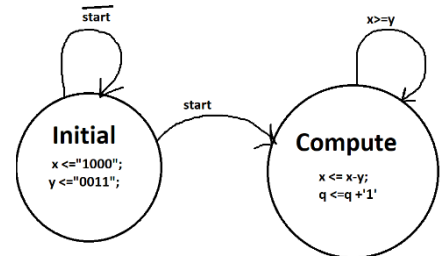 start
Initial
x <="1000";
y <="0011";
start
x>=y
Compute
x <= x-y;
q <=q +'1'